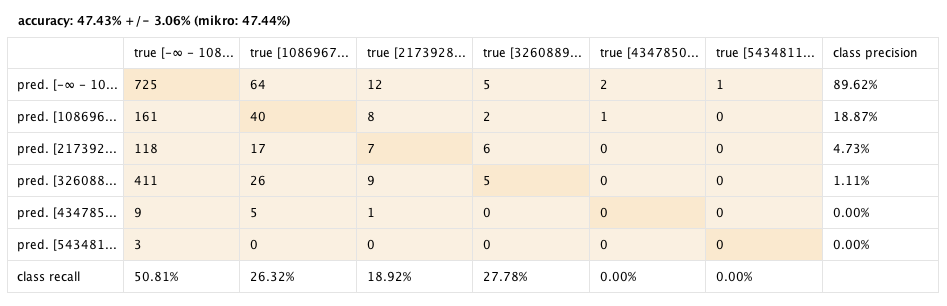 accuracy: 47.43% +/- 3.06% (mikro: 47.44%)
true [-∞ - 108... true [1086967... true [2173928... true [3260889... true [4347850... true [5434811... class precision
pred. [-∞ - 10... 725 64 12 5 2 1 89.62%
pred. [108696... 161 40 8 2 1 0 18.87%
pred. [217392... 118 17 7 6 0 0 4.73%
pred. [326088... 411 26 9 5 0 0 1.11%
pred. [434785... 9 5 1 0 0 0 0.00%
pred. [543481... 3 0 0 0 0 0 0.00%
class recall 50.81% 26.32% 18.92% 27.78% 0.00% 0.00%